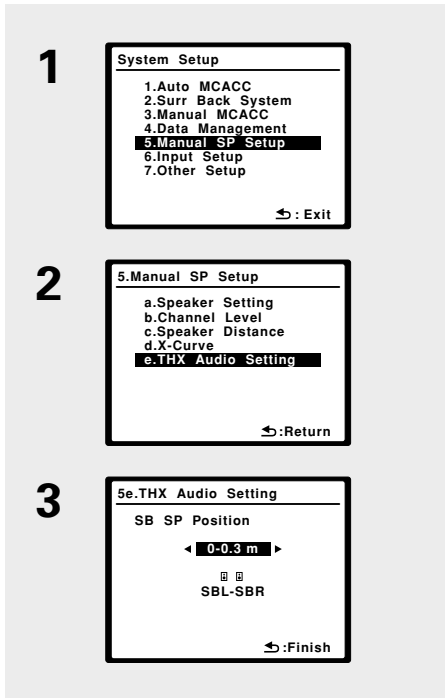 1
System Setup
1.Auto MCACC
2.Surr Back System
3.Manual MCACC
4.Data Management
5.Manual SP Setup
6.Input Setup
7.Other Setup
: Exit
2
5.Manual SP Setup
a.Speaker Setting
b.Channel Level
c.Speaker Distance
d.X-Curve
e.THX Audio Setting
:Return
3
5e.THX Audio Setting
SB SP Position
0-0.3 m
SBL-SBR
:Finish